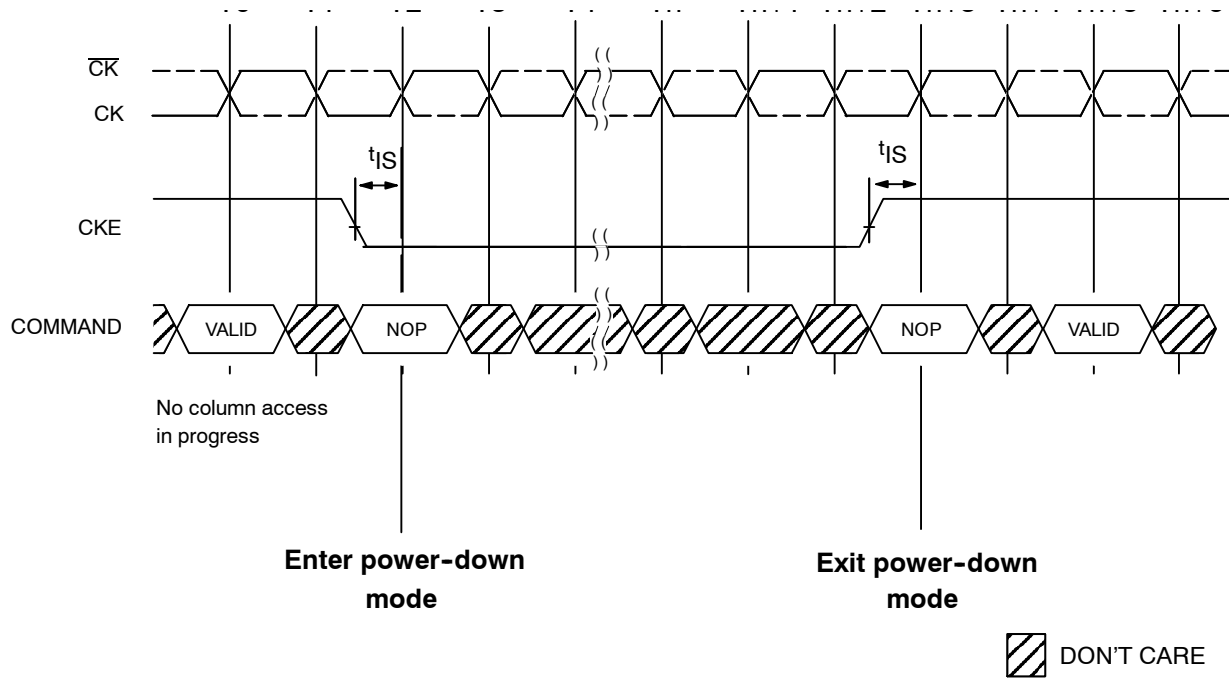 CK
CK
tIS
tIS
CKE
COMMAND
VALID
NOP
NOP
VALID
No column access
in progress
Enter power-down
mode
Exit power-down
mode
DON'T CARE